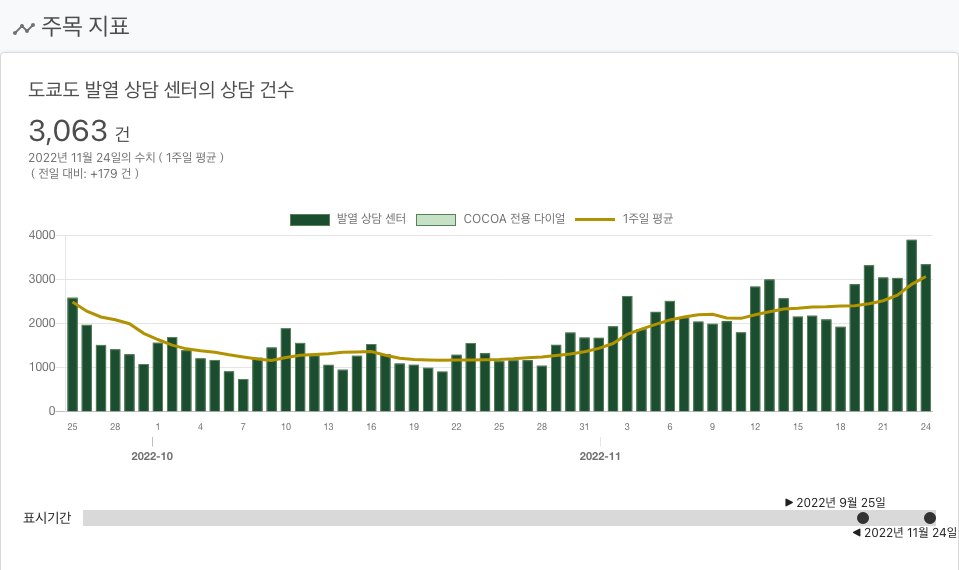 주목 지표
도쿄도 발열 상담 센터의 상담 건수
3,063 건
2022년 11월 24일의 수치 ( 1주일 평균 )
( 전일 대비: +179 건 )
발열 상담 센터 COCOA 전용 다이얼 1주일 평균
4000
3000
2000
1000
0
25 28 1 4 7 10 13 16 19 22 25 28 31 3 6 9 12 15 18 21 24
2022-10 2022-11
▶ 2022년 9월 25일
표시기간
◀ 2022년 11월 24일